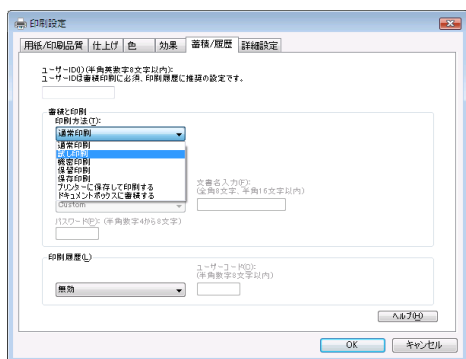 印刷設定
用紙/印刷品質 仕上げ 色 効果 蓄積/履歴 詳細設定
ユーザーID(I)(半角英数字8文字以内):
ユーザーIDは蓄積印刷に必須、印刷履歴に推奨の設定です。
蓄積と印刷
印刷方法(T):
通常印刷
通常印刷
試し印刷
機密印刷
保留印刷
保存印刷
プリンターに保存して印刷する
ドキュメントボックスに蓄積する
Custom
文書名入力(F):
(全角8文字、半角16文字以内)
パスワード(P): (半角数字4から8文字)
印刷履歴(L)
ユーザーコード(O):
(半角数字8文字以内)
無効
ヘルプ(H)
OK キャンセル